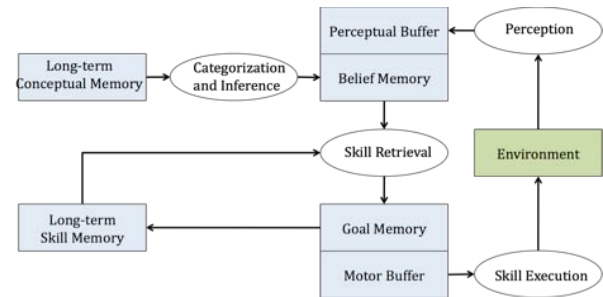 Perceptual Buffer
Perception
Long-term
Conceptual Memory
Categorization
and Inference
Belief Memory
Skill Retrieval
Environment
Long-term
Skill Memory
Goal Memory
Motor Buffer
Skill Execution